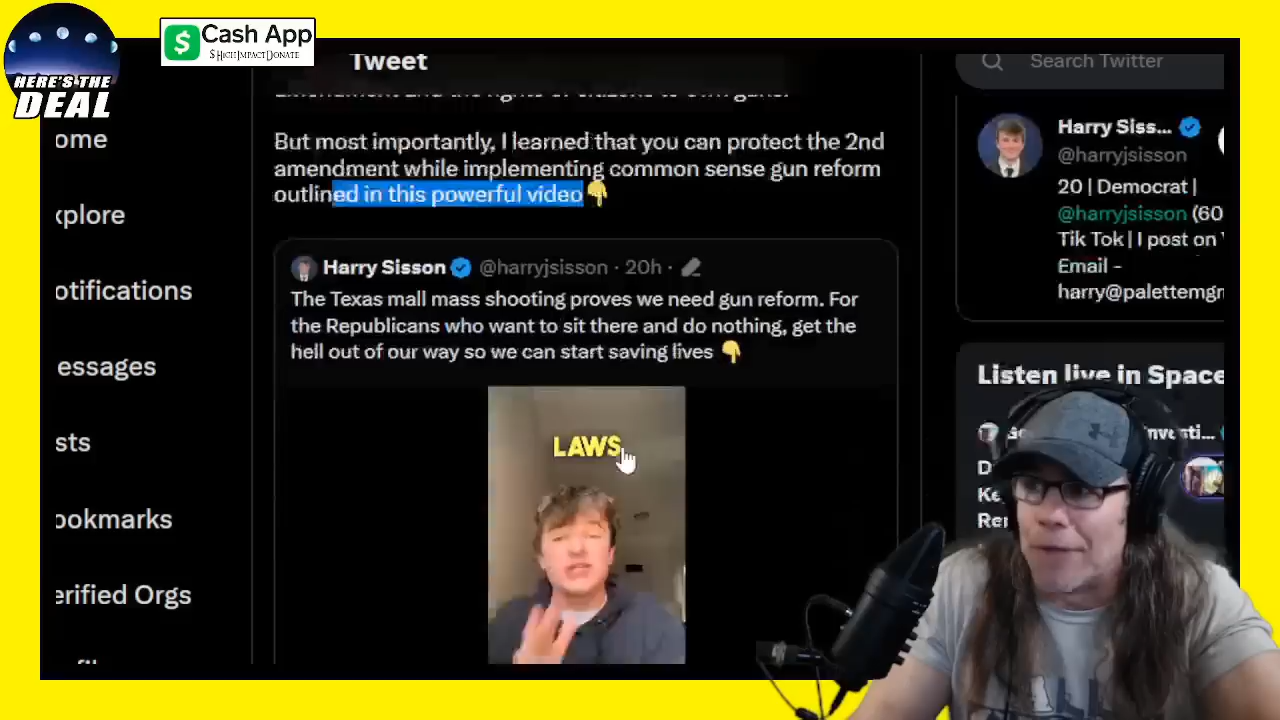 Cash App
$HIGHIMPACTDONATE
HERE'S THE
DEAL
Tweet
Search Twitter
ome
xplore
otifications
essages
sts
ookmarks
erified Orgs
But most importantly, I learned that you can protect the 2nd
amendment while implementing common sense gun reform
outlined in this powerful video
Harry Sisson @harryjsisson · 20h ·
The Texas mall mass shooting proves we need gun reform. For
the Republicans who want to sit there and do nothing, get the
hell out of our way so we can start saving lives
LAWS
Harry Siss...
@harryjsisson
20 | Democrat |
@harryjsisson (60
Tik Tok | I post on
Email -
harry@palettemgr
Listen live in Space